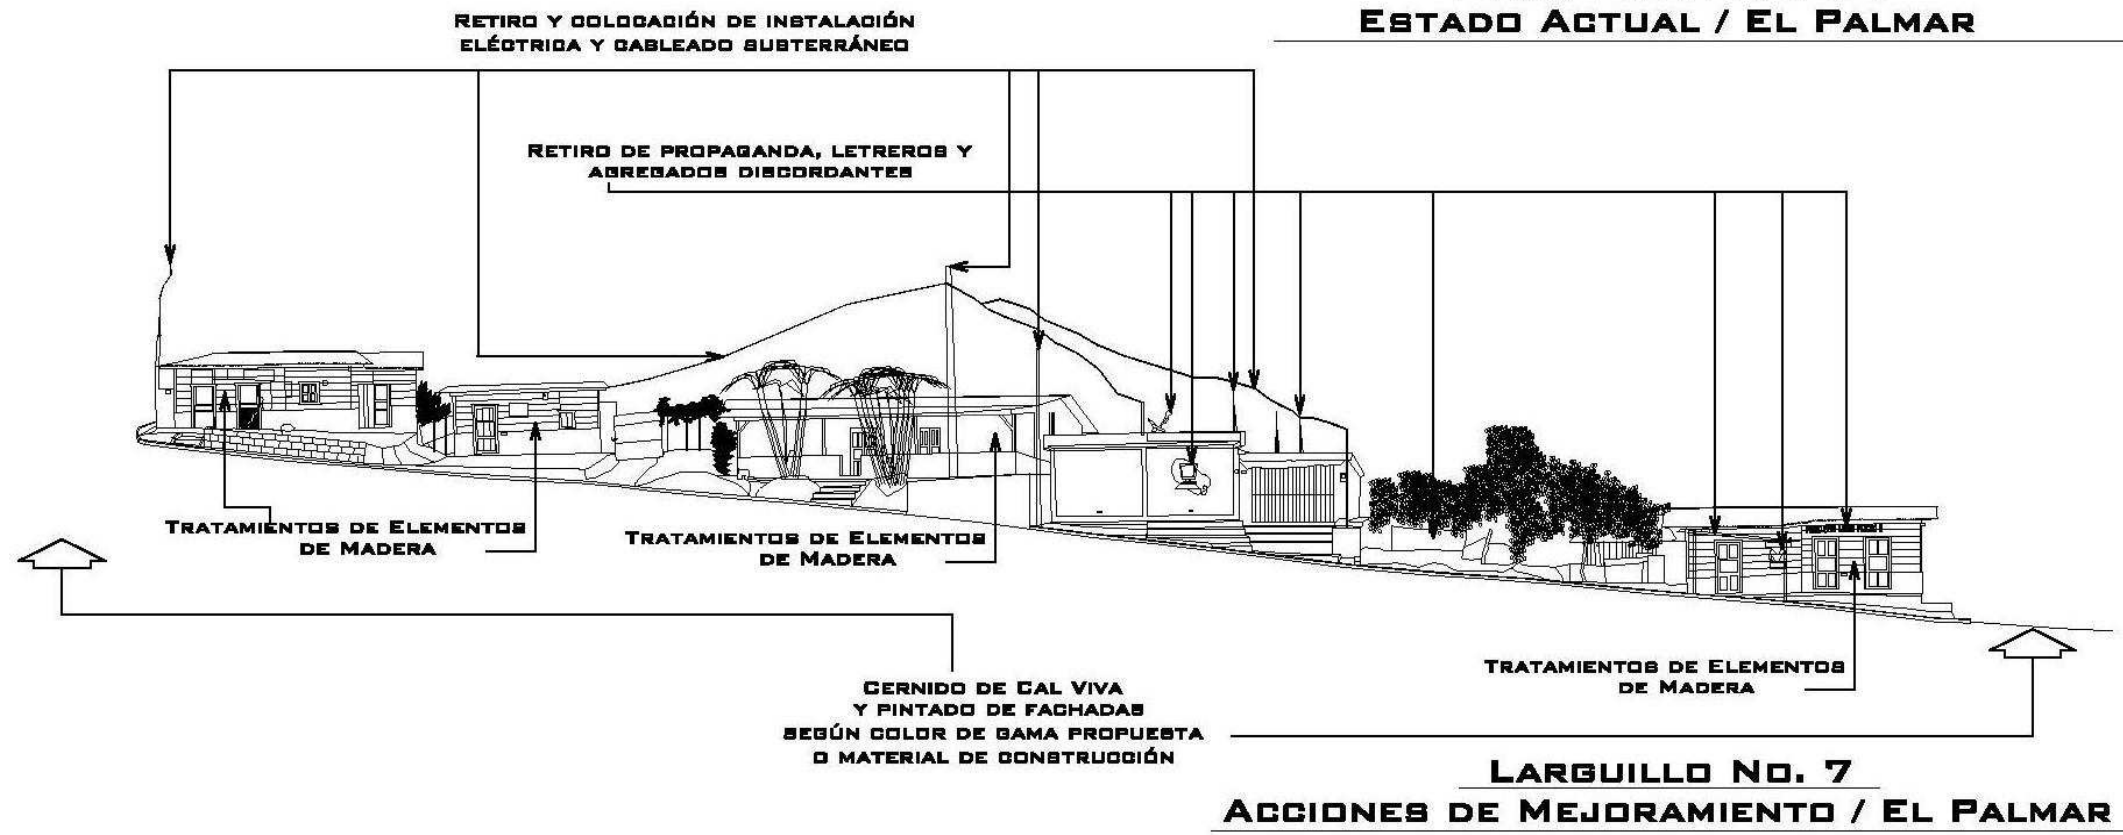 RETIRO Y COLOCACIÓN DE INSTALACIÓN
ELÉCTRICA Y CABLEADO SUBTERRÁNEO
ESTADO ACTUAL / EL PALMAR
RETIRO DE PROPAGANDA, LETREROS Y
AGREGADOS DISCORDANTES
TRATAMIENTOS DE ELEMENTOS
DE MADERA
TRATAMIENTOS DE ELEMENTOS
DE MADERA
TRATAMIENTOS DE ELEMENTOS
DE MADERA
CERNIDO DE CAL VIVA
Y PINTADO DE FACHADAS
SEGÚN COLOR DE GAMA PROPUESTA
O MATERIAL DE CONSTRUCCIÓN
LARGUILLO NO. 7
ACCIONES DE MEJORAMIENTO / EL PALMAR